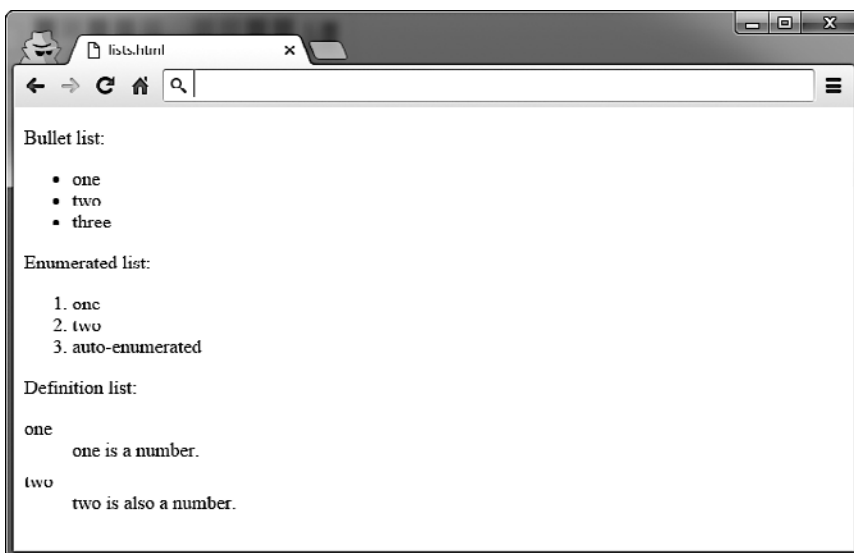 lists.html
Bullet list:
• one
• two
• three
Enumerated list:
1. one
2. two
3. auto-enumerated
Definition list:
one
one is a number.
two
two is also a number.